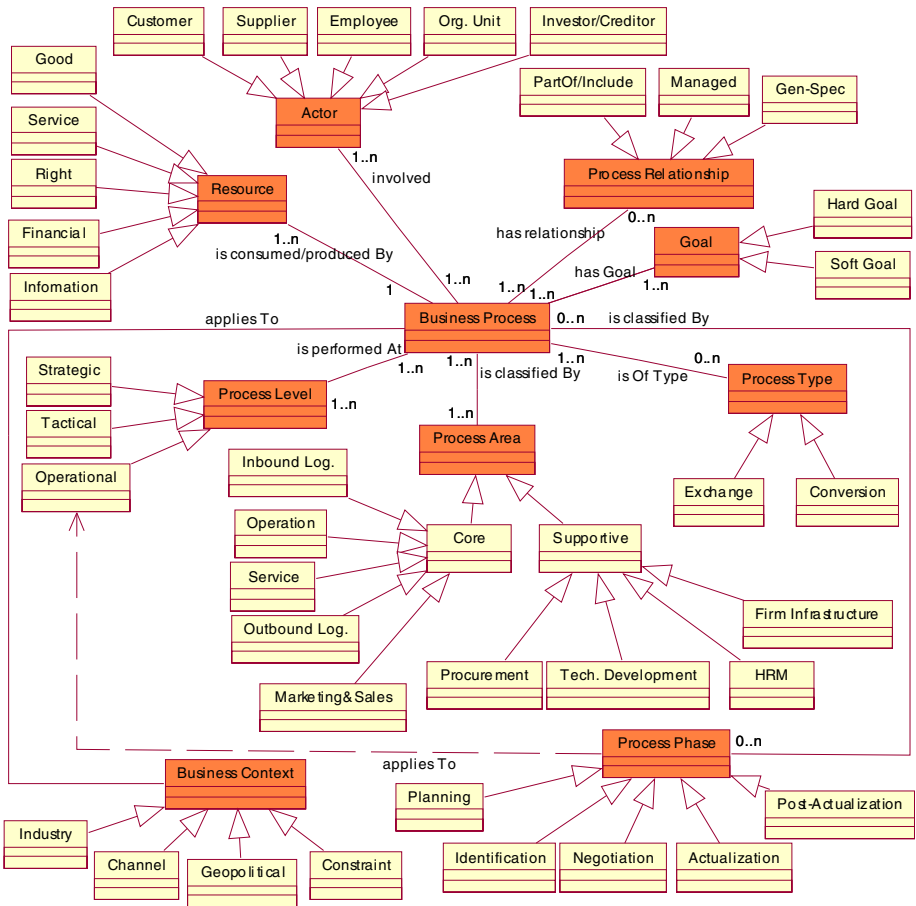 Customer
Supplier
Employee
Org. Unit
Investor/Creditor
Good
PartOf/Include
Managed
Gen-Spec
Actor
Service
1..n
involved
Right
Resource
Process Relationship
Hard Goal
Financial
1..n
0..n
has relationship
Goal
is consumed/produced By
Soft Goal
Infomation
1..n
has Goal
1..n
1
1..n
1..n
applies To
Business Process
0..n
is classified By
is performed At
1..n
1..n
is classified By
1..n
0..n
Strategic
is Of Type
Process Level
1..n
Process Type
Tactical
1..n
Process Area
Operational
Inbound Log.
Exchange
Conversion
Operation
Core
Supportive
Service
Outbound Log.
Firm Infrastructure
Marketing&Sales
Procurement
Tech. Development
HRM
Process Phase
0..n
applies To
Business Context
Planning
Post-Actualization
Industry
Channel
Geopolitical
Constraint
Identification
Negotiation
Actualization